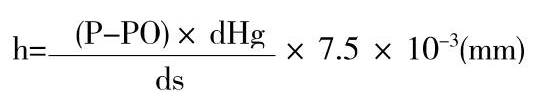 h= (P-PO) × dHg / ds × 7.5 × 10⁻³(mm)